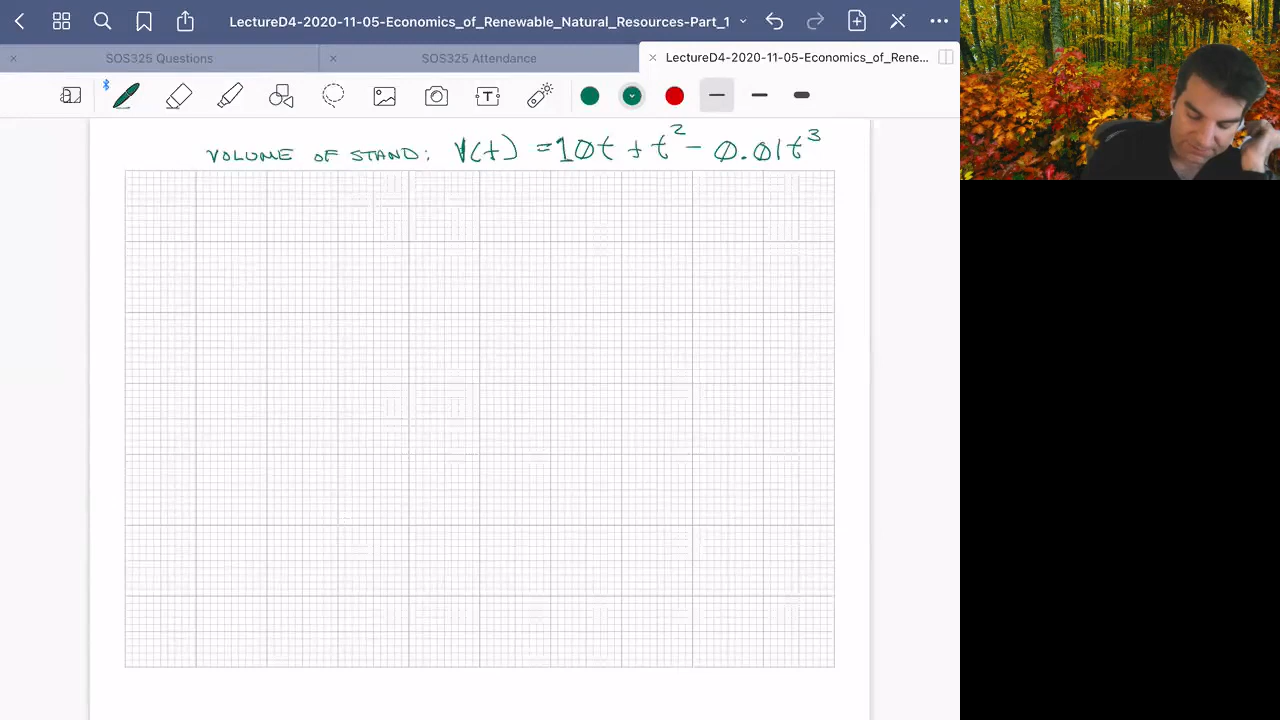 LectureD4-2020-11-05-Economics_of_Renewable_Natural_Resources-Part_1
SOS325 Questions
SOS325 Attendance
LectureD4-2020-11-05-Economics_of_Rene...
VOLUME OF STAND: V(t) = 10t + t² - 0.01t³